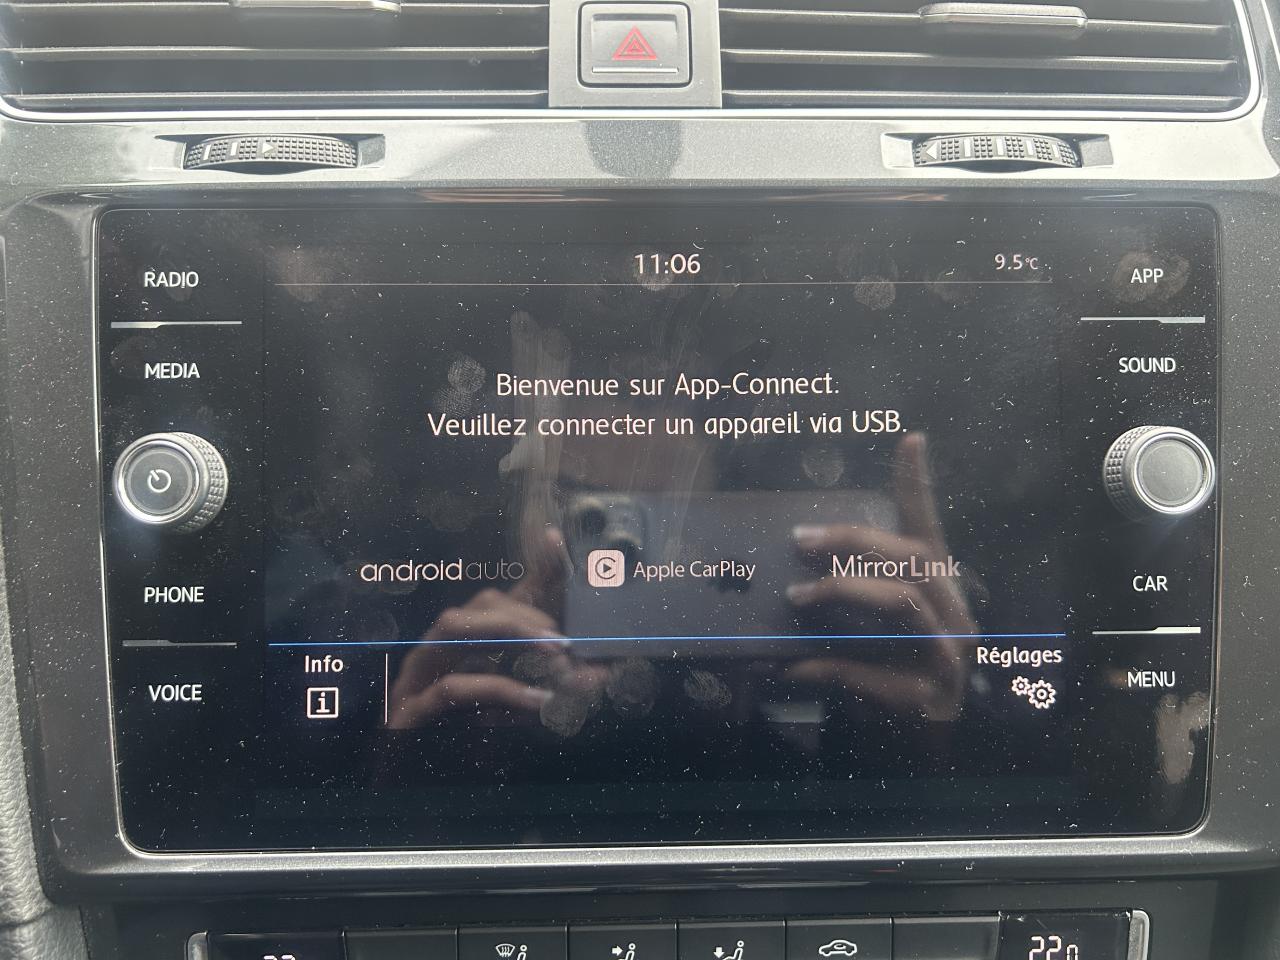 RADIO
MEDIA
PHONE
VOICE
11:06
9.5°C
Bienvenue sur App-Connect.
Veuillez connecter un appareil via USB.
androidauto
Apple CarPlay
MirrorLink
Info
i
Réglages
APP
SOUND
CAR
MENU